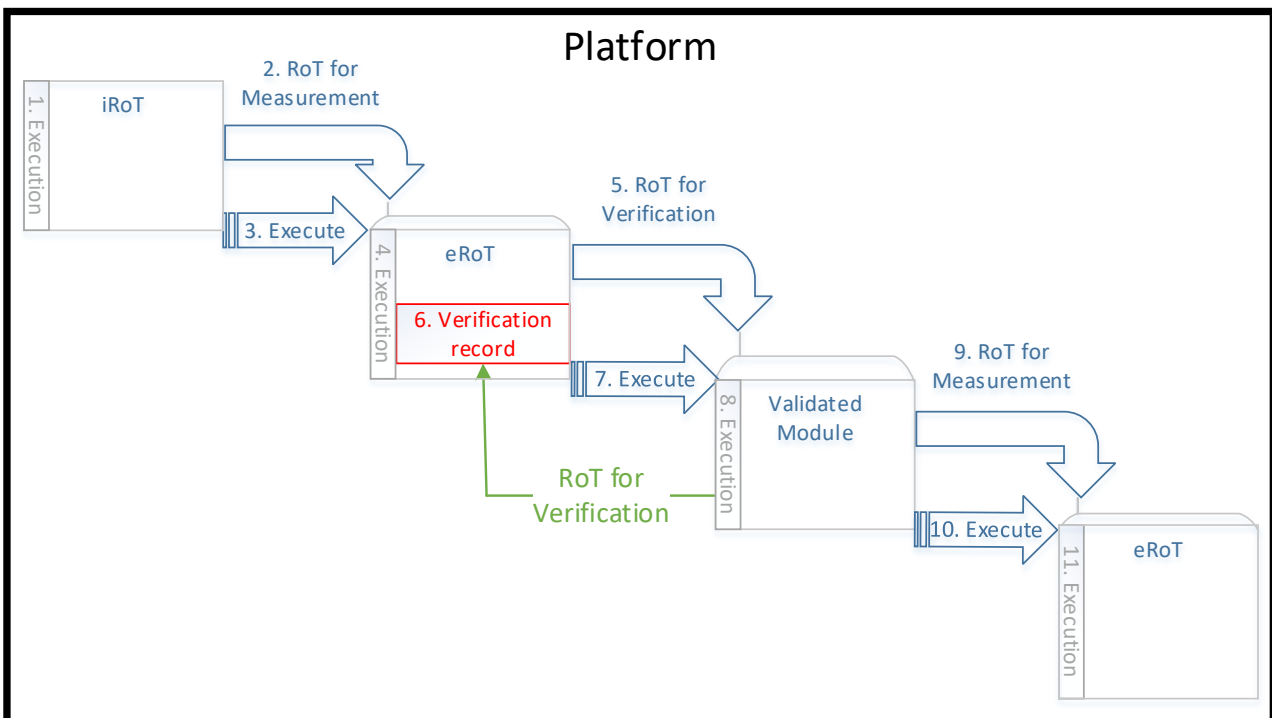 Platform
2. RoT for
Measurement
1. Execution
iRoT
3. Execute
5. RoT for
Verification
4. Execution
eRoT
6. Verification
record
7. Execute
9. RoT for
Measurement
8. Execution
Validated
Module
RoT for
Verification
10. Execute
11. Execution
eRoT